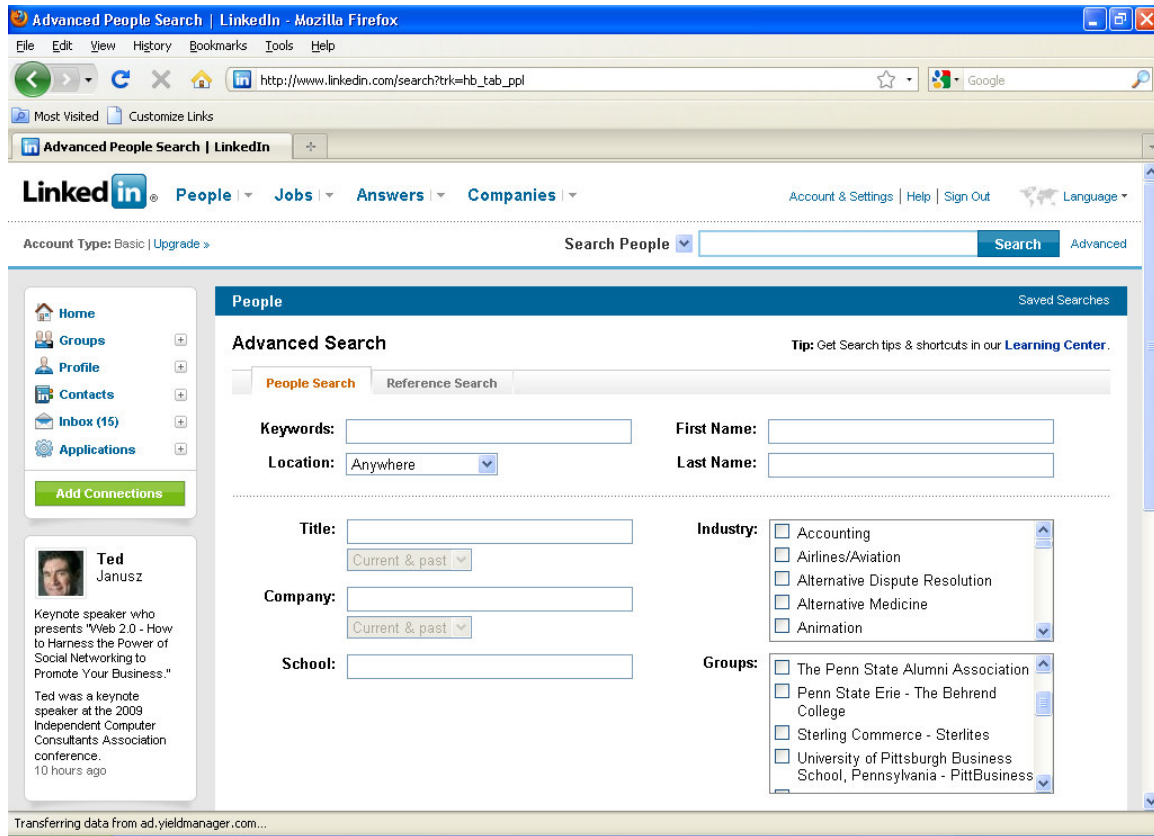 Advanced People Search | LinkedIn - Mozilla Firefox
File Edit View History Bookmarks Tools Help
http://www.linkedin.com/search?trk=hb_tab_ppl
Google
Most Visited Customize Links
Advanced People Search | LinkedIn
Linked in ® People Jobs Answers Companies
Account & Settings | Help | Sign Out Language
Account Type: Basic | Upgrade »
Search People Search Advanced
Home
Groups
Profile
Contacts
Inbox (15)
Applications
Add Connections
Ted
Janusz
Keynote speaker who
presents "Web 2.0 - How
to Harness the Power of
Social Networking to
Promote Your Business."
Ted was a keynote
speaker at the 2009
Independent Computer
Consultants Association
conference.
10 hours ago
People Saved Searches
Advanced Search
Tip: Get Search tips & shortcuts in our Learning Center.
People Search Reference Search
Keywords:
First Name:
Location: Anywhere
Last Name:
Title:
Current & past
Company:
Current & past
School:
Industry:
Accounting
Airlines/Aviation
Alternative Dispute Resolution
Alternative Medicine
Animation
Groups:
The Penn State Alumni Association
Penn State Erie - The Behrend
College
Sterling Commerce - Sterlites
University of Pittsburgh Business
School, Pennsylvania - PittBusiness
Transferring data from ad.yieldmanager.com...